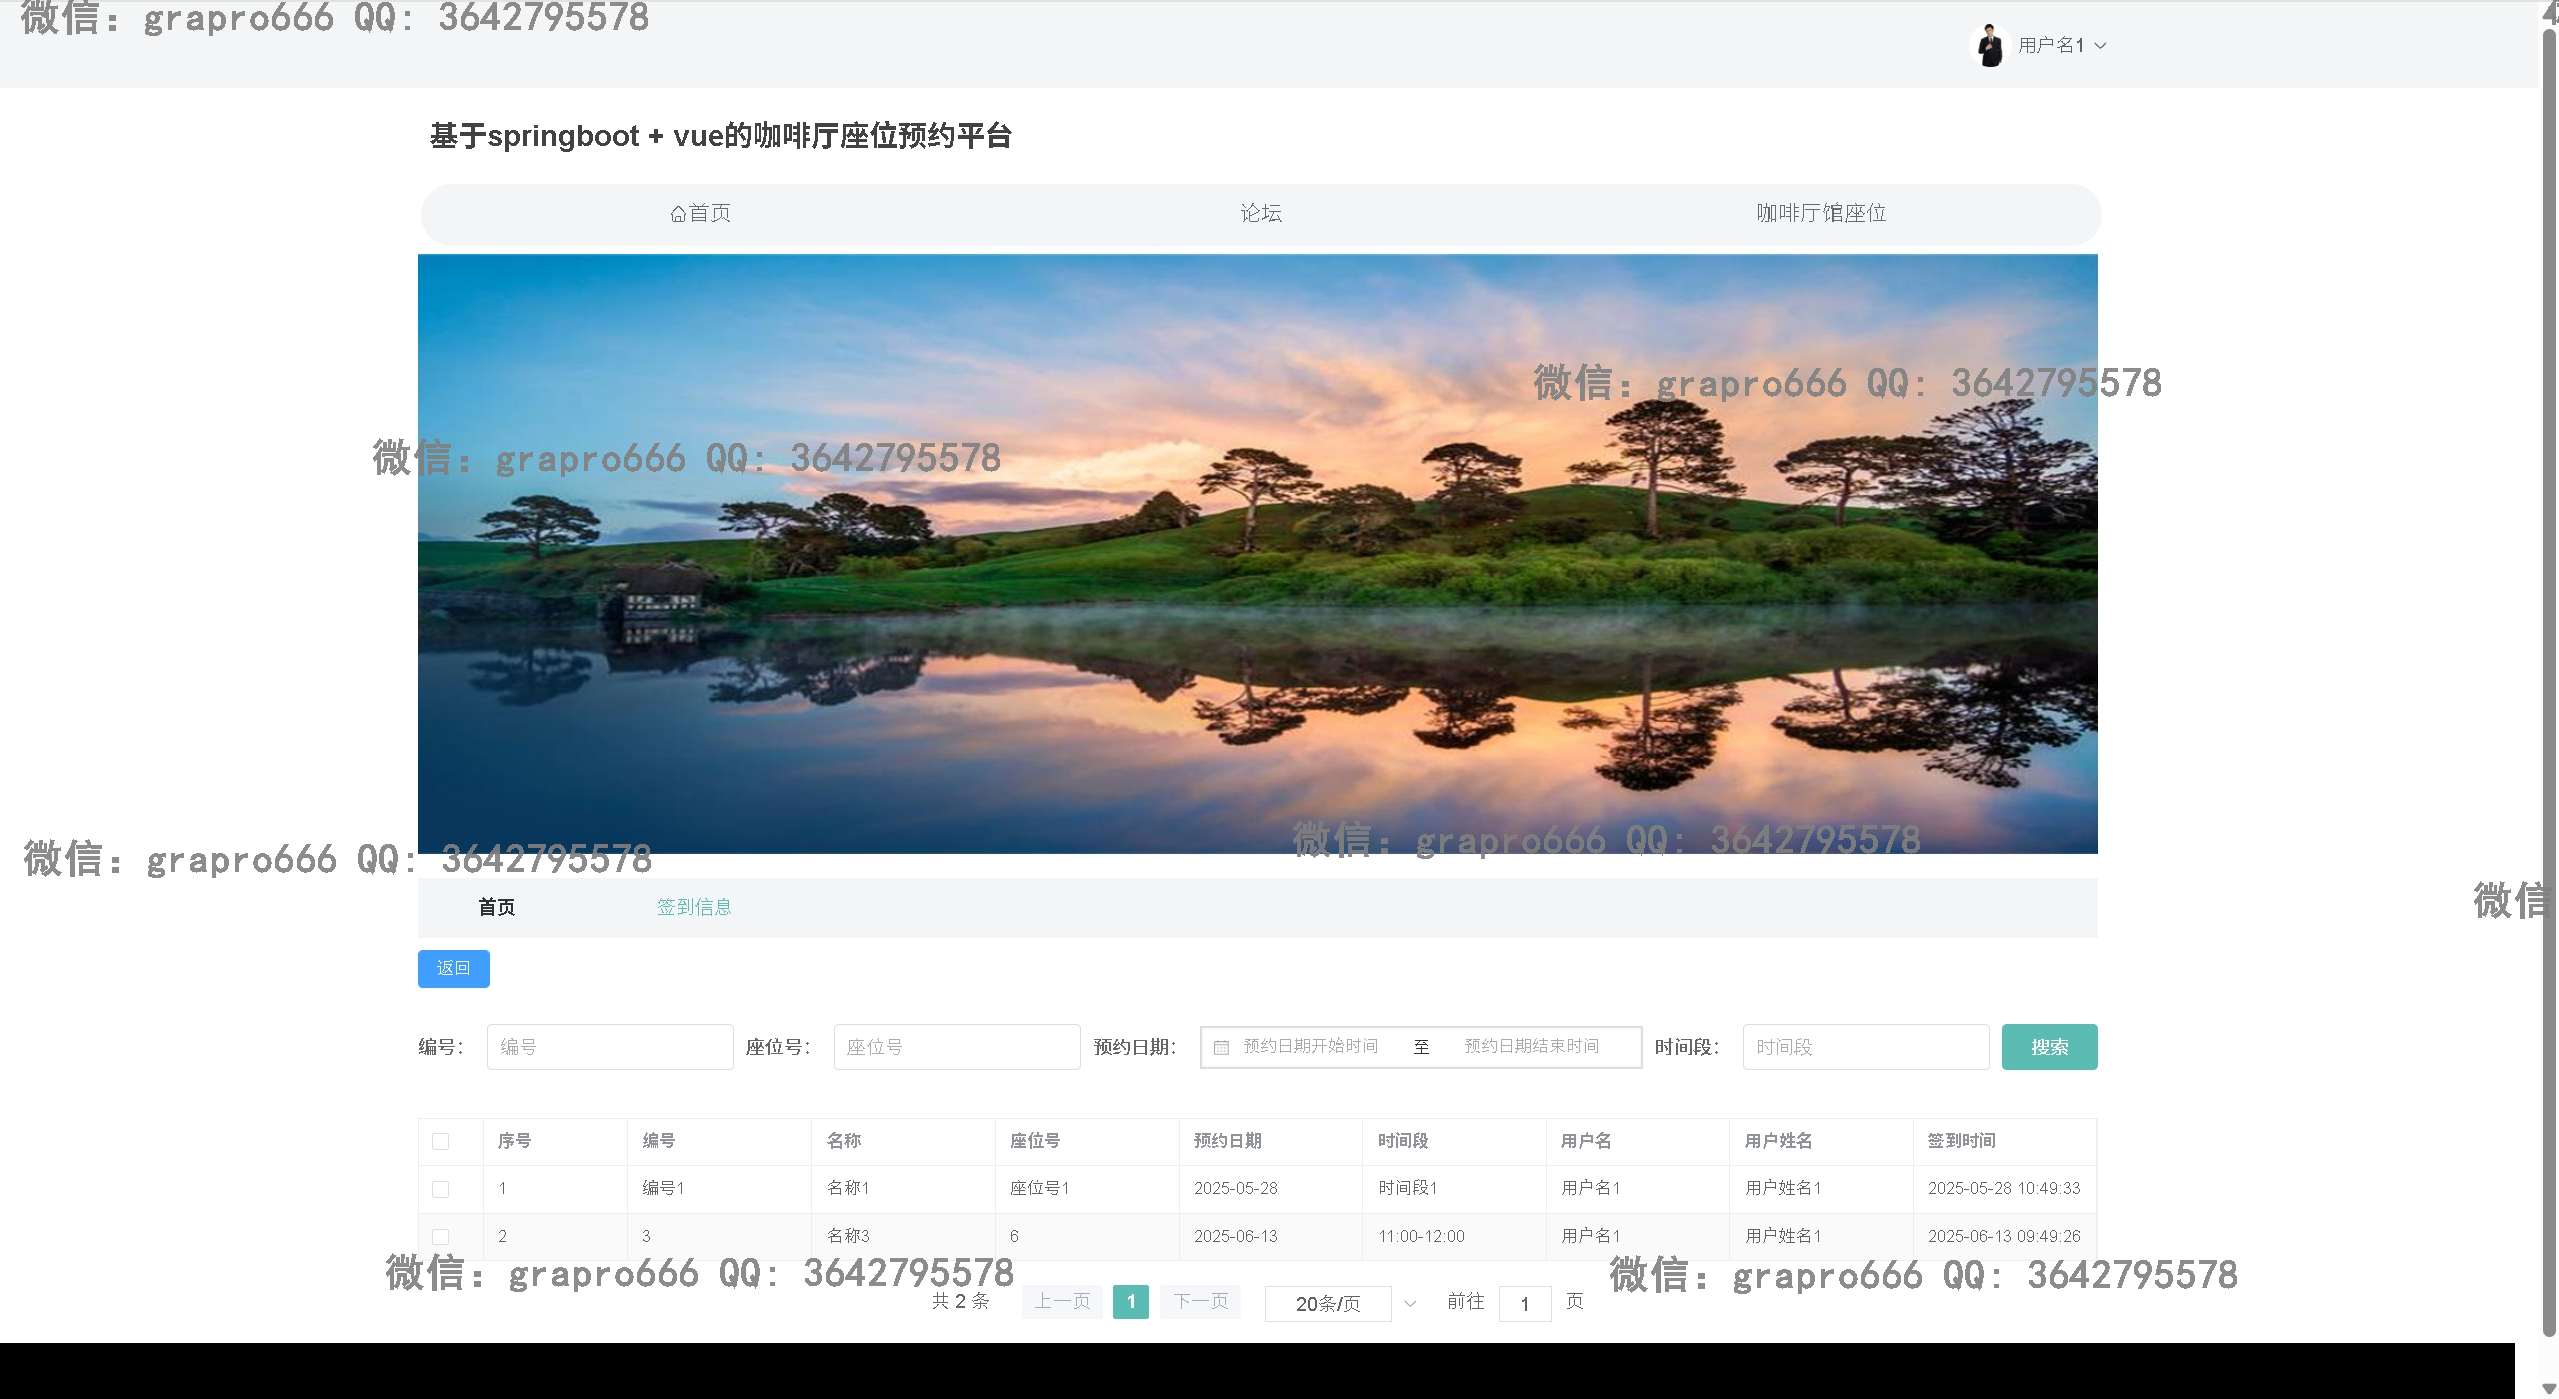 微信: grapro666 QQ: 3642795578
用户名1
基于springboot + vue的咖啡厅座位预约平台
首页 论坛 咖啡厅馆座位
微信: grapro666 QQ: 3642795578
微信: grapro666 QQ: 3642795578
微信: grapro666 QQ: 3642795578
微信: grapro666 QQ: 3642795578
微信
首页 签到信息
返回
编号: 编号 座位号: 座位号 预约日期: 预约日期开始时间 至 预约日期结束时间 时间段: 时间段 搜索
序号 编号 名称 座位号 预约日期 时间段 用户名 用户姓名 签到时间
1 编号1 名称1 座位号1 2025-05-28 时间段1 用户名1 用户姓名1 2025-05-28 10:49:33
2 3 名称3 6 2025-06-13 11:00-12:00 用户名1 用户姓名1 2025-06-13 09:49:26
微信: grapro666 QQ: 3642795578
微信: grapro666 QQ: 3642795578
共 2 条 上一页 1 下一页 20条/页 前往 1 页